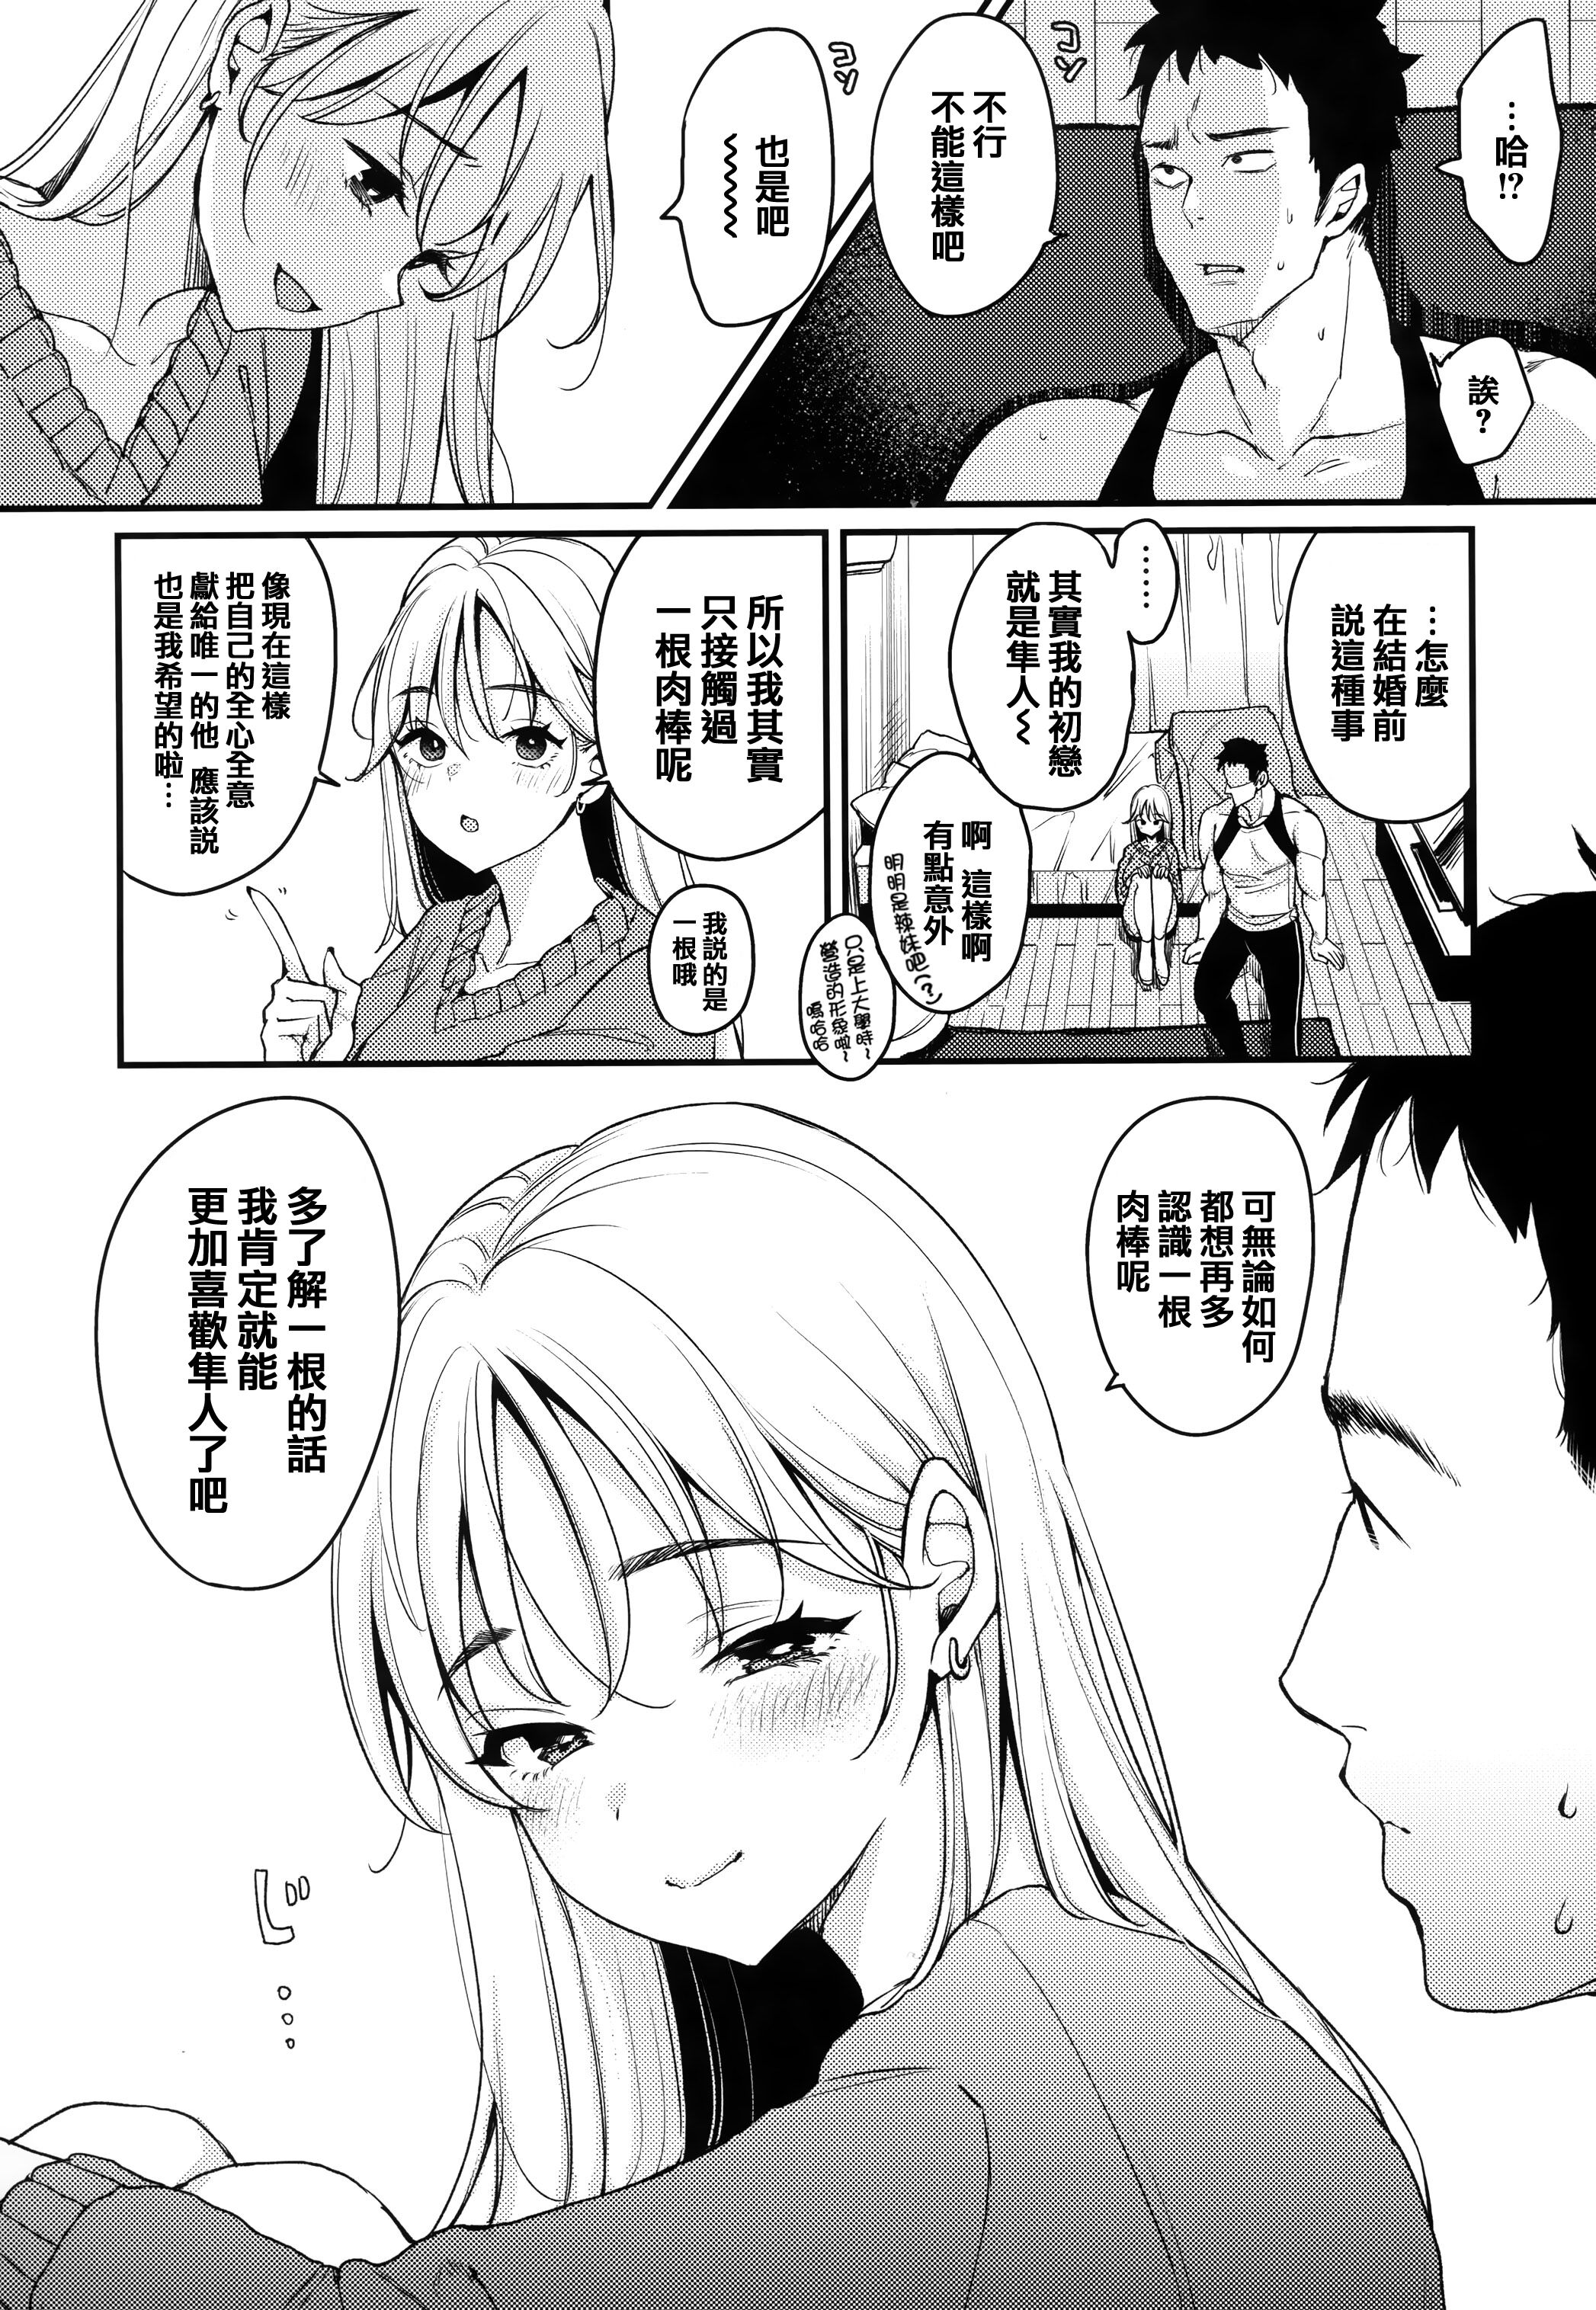 …哈!?
誒?
不行
不能這樣吧
コソ
コソ
也是吧
…怎麼
在結婚前
説這種事
……
其實我的初戀
就是隼人~
啊 這樣啊
有點意外
明明是辣妹吧(?)
只是上大學時~
營造的形象啦~
嗚哈哈
所以我其實
只接觸過
一根肉棒呢
我説的是
一根哦
像現在這樣
把自己的全心全意
獻給唯一的他 應該説
也是我希望的啦…
可無論如何
都想再多
認識一根
肉棒呢
多了解一根的話
我肯定就能
更加喜歡隼人了吧
ピ…